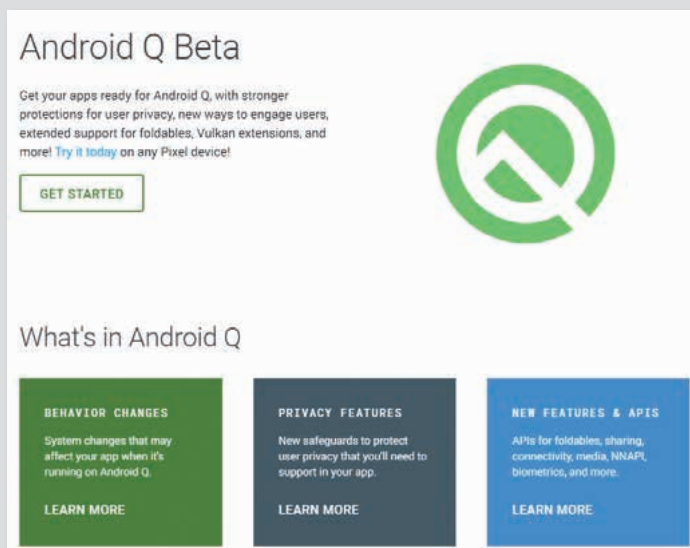 Android Q Beta
Get your apps ready for Android Q, with stronger
protections for user privacy, new ways to engage users,
extended support for foldables, Vulkan extensions, and
more! Try it today on any Pixel device!
GET STARTED
What's in Android Q
BEHAVIOR CHANGES
System changes that may
affect your app when it's
running on Android Q.
LEARN MORE
PRIVACY FEATURES
New safeguards to protect
user privacy that you'll need to
support in your app.
LEARN MORE
NEW FEATURES & APIS
APIs for foldables, sharing,
connectivity, media, NNAPI,
biometrics, and more.
LEARN MORE